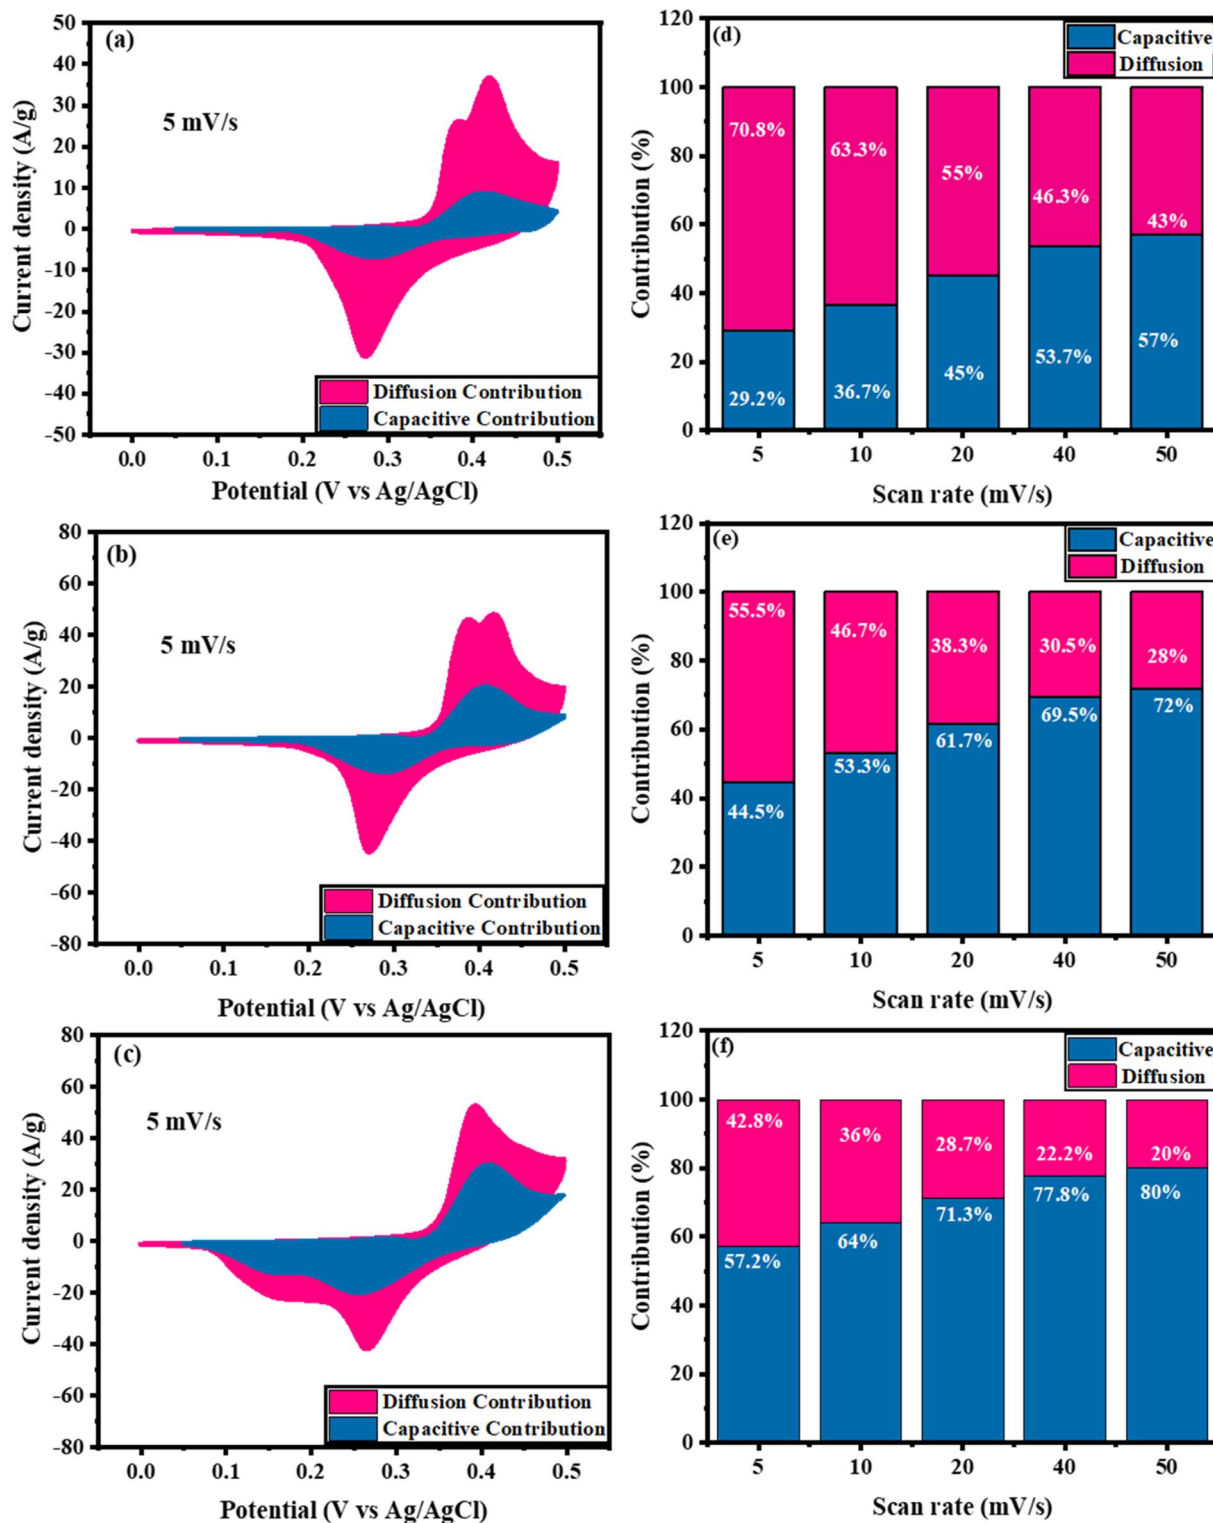 (a)
5 mV/s
50
40
30
20
10
0
-10
-20
-30
-40
-50
Current density (A/g)
Diffusion Contribution
Capacitive Contribution
0.0 0.1 0.2 0.3 0.4 0.5
Potential (V vs Ag/AgCl)
(d)
Capacitive
Diffusion
120
100
80
60
40
20
0
Contribution (%)
70.8% 63.3% 55% 46.3% 43%
29.2% 36.7% 45% 53.7% 57%
5 10 20 40 50
Scan rate (mV/s)
(b)
5 mV/s
80
60
40
20
0
-20
-40
-60
-80
Current density (A/g)
Diffusion Contribution
Capacitive Contribution
0.0 0.1 0.2 0.3 0.4 0.5
Potential (V vs Ag/AgCl)
(e)
Capacitive
Diffusion
120
100
80
60
40
20
0
Contribution (%)
55.5% 46.7% 38.3% 30.5% 28%
44.5% 53.3% 61.7% 69.5% 72%
5 10 20 40 50
Scan rate (mV/s)
(c)
5 mV/s
80
60
40
20
0
-20
-40
-60
-80
Current density (A/g)
Diffusion Contribution
Capacitive Contribution
0.0 0.1 0.2 0.3 0.4 0.5
Potential (V vs Ag/AgCl)
(f)
Capacitive
Diffusion
120
100
80
60
40
20
0
Contribution (%)
42.8% 36% 28.7% 22.2% 20%
57.2% 64% 71.3% 77.8% 80%
5 10 20 40 50
Scan rate (mV/s)